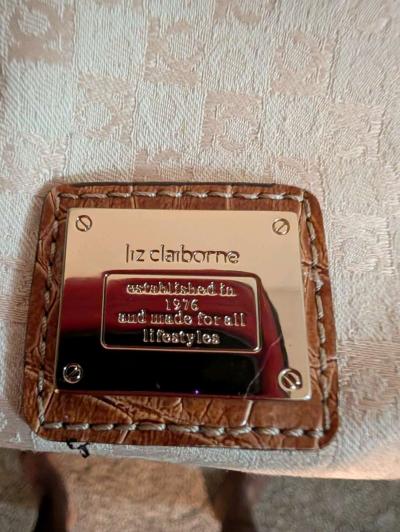 liz claiborne
established in
1976
and made for all
lifestyles